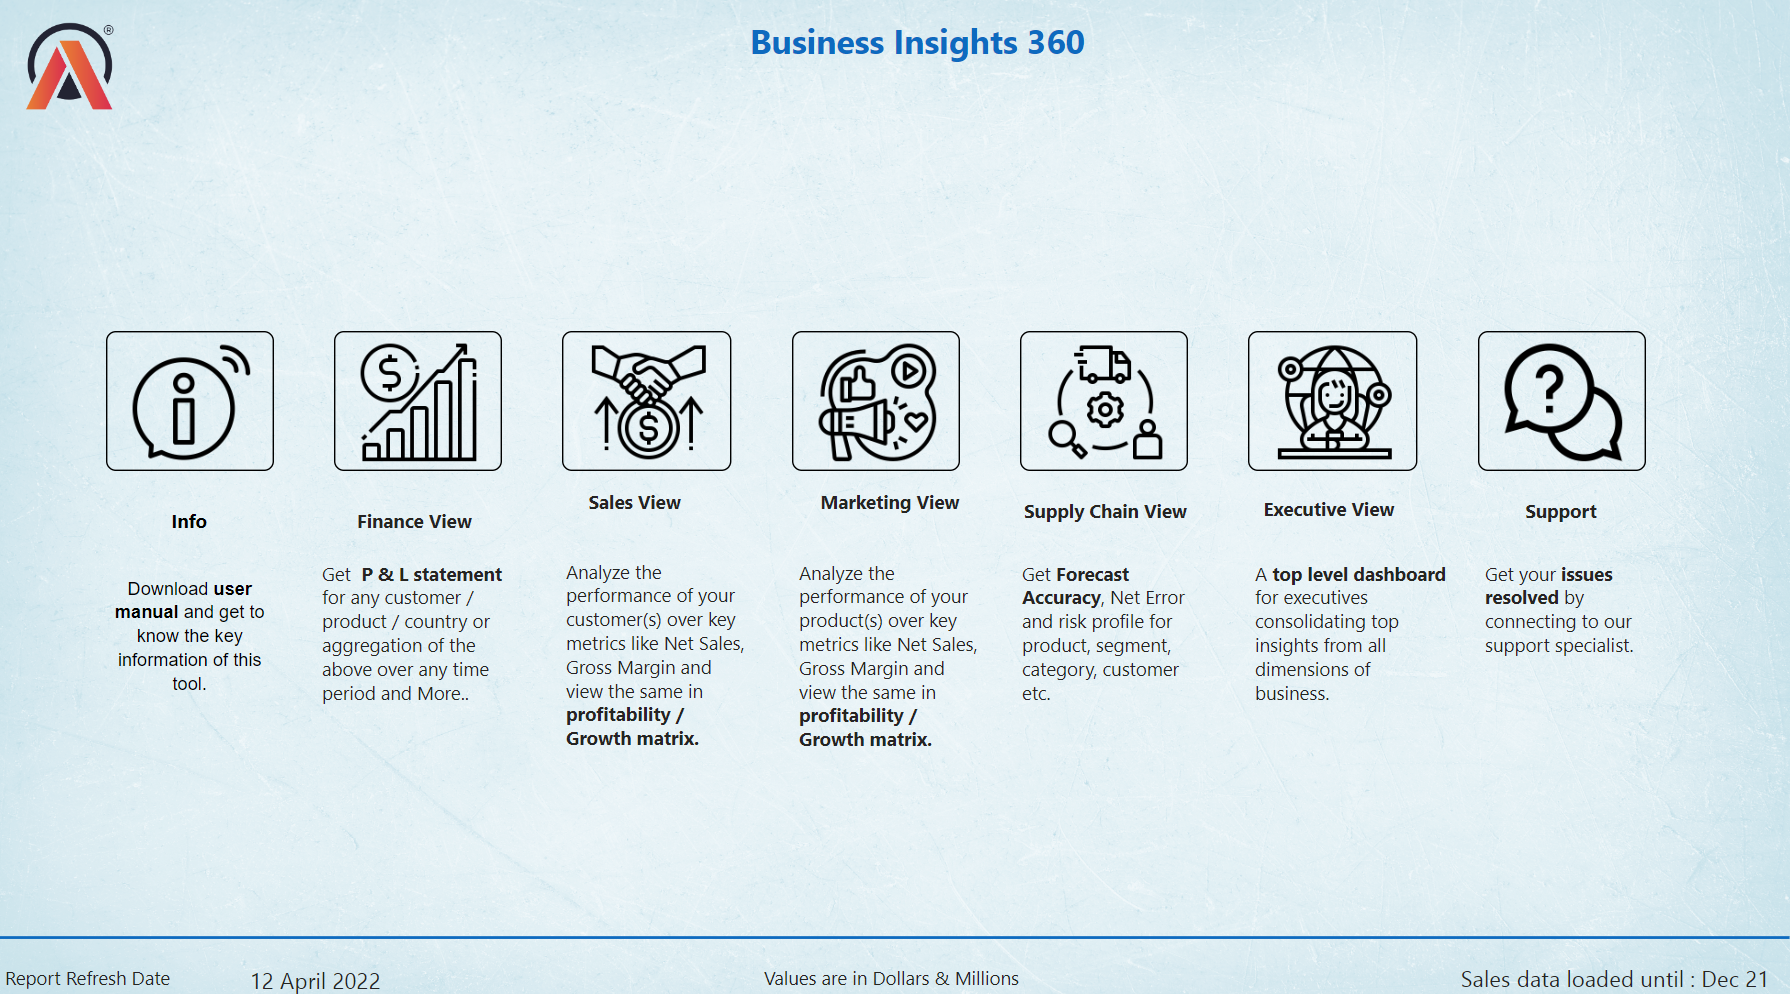 ®
Business Insights 360
Info
Download user
manual and get to
know the key
information of this
tool.
Finance View
Get  P & L statement
for any customer /
product / country or
aggregation of the
above over any time
period and More..
Sales View
Analyze the
performance of your
customer(s) over key
metrics like Net Sales,
Gross Margin and
view the same in
profitability /
Growth matrix.
Marketing View
Analyze the
performance of your
product(s) over key
metrics like Net Sales,
Gross Margin and
view the same in
profitability /
Growth matrix.
Supply Chain View
Get Forecast
Accuracy, Net Error
and risk profile for
product, segment,
category, customer
etc.
Executive View
A top level dashboard
for executives
consolidating top
insights from all
dimensions of
business.
Support
Get your issues
resolved by
connecting to our
support specialist.
Report Refresh Date
12 April 2022
Values are in Dollars & Millions
Sales data loaded until : Dec 21